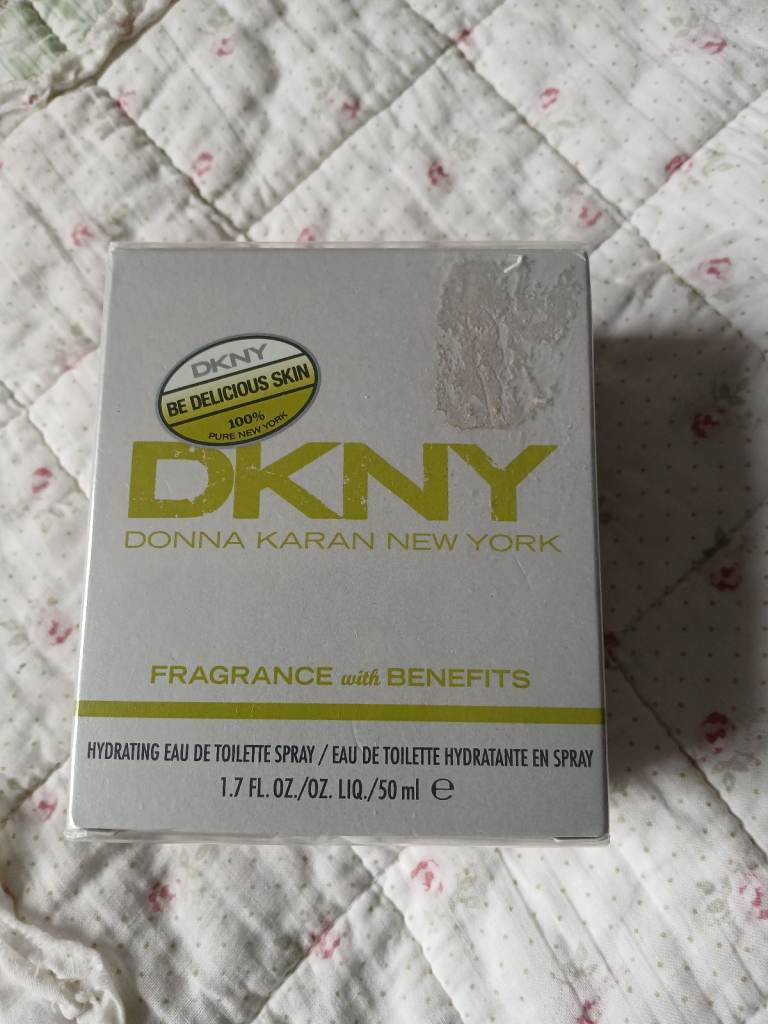 DKNY
BE DELICIOUS SKIN
100%
PURE NEW YORK
DKNY
DONNA KARAN NEW YORK
FRAGRANCE with BENEFITS
HYDRATING EAU DE TOILETTE SPRAY / EAU DE TOILETTE HYDRATANTE EN SPRAY
1.7 FL. OZ./OZ. LIQ./50 ml ℮